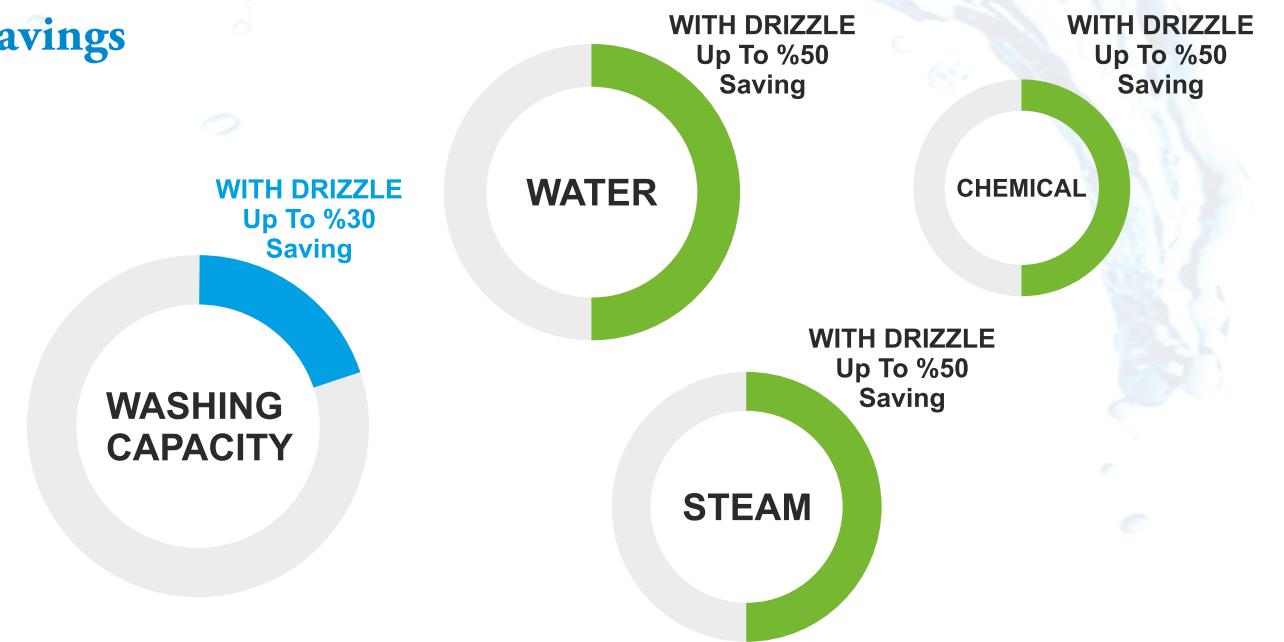 avings
WITH DRIZZLE
Up To %50
Saving
WATER
WITH DRIZZLE
Up To %50
Saving
CHEMICAL
WITH DRIZZLE
Up To %30
Saving
WASHING
CAPACITY
WITH DRIZZLE
Up To %50
Saving
STEAM